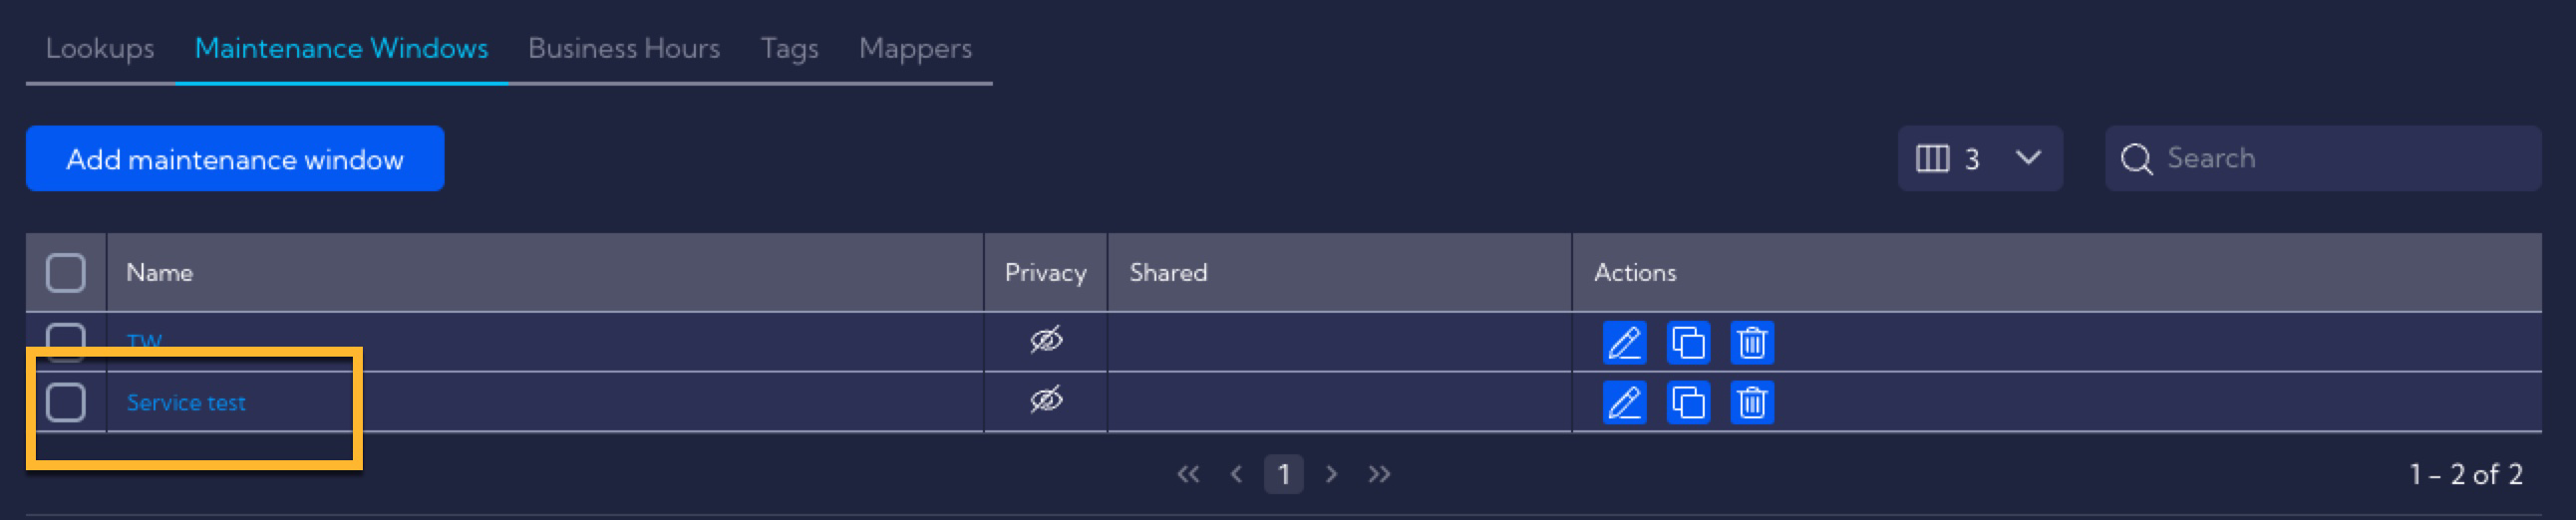 Lookups Maintenance Windows Business Hours Tags Mappers
Add maintenance window 3 Search
Name Privacy Shared Actions
TW
Service test
« < 1 > »
1 – 2 of 2